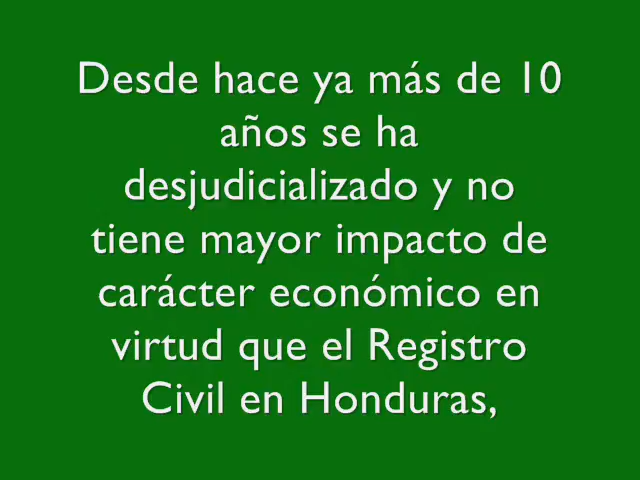 Desde hace ya más de 10
años se ha
desjudicializado y no
tiene mayor impacto de
carácter económico en
virtud que el Registro
Civil en Honduras,